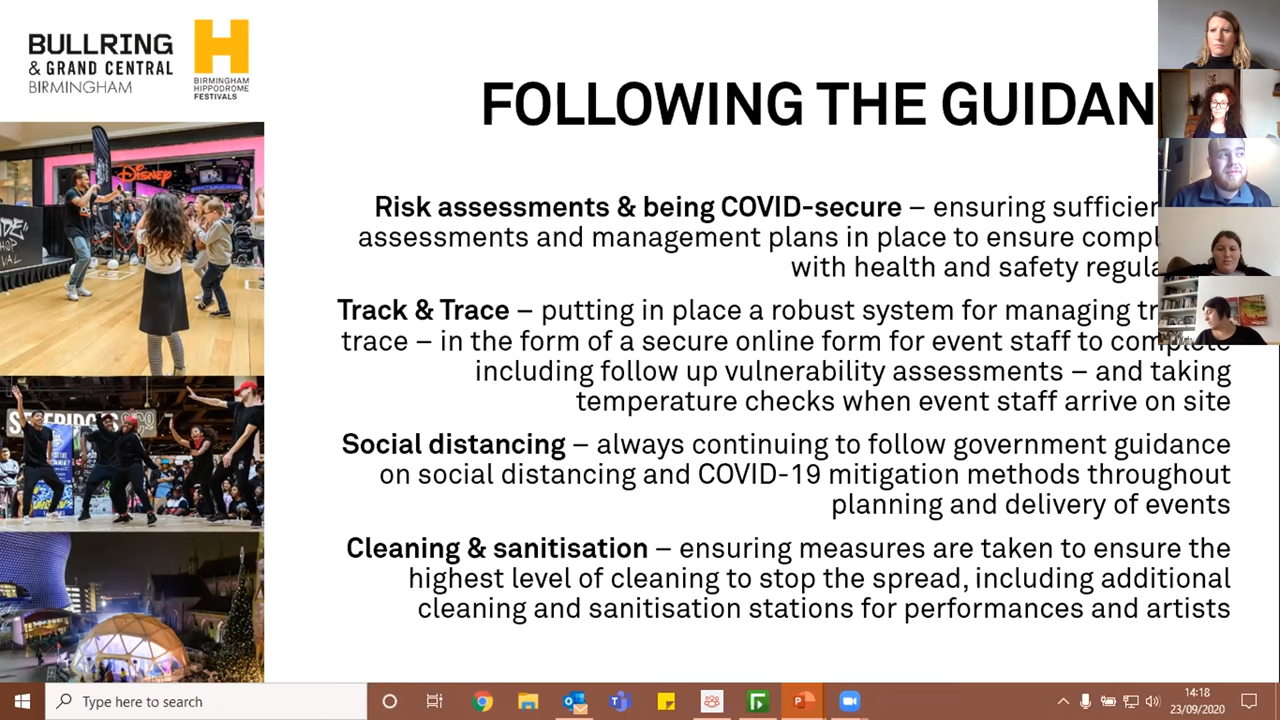 BULLRING
& GRAND CENTRAL
BIRMINGHAM
BIRMINGHAM
HIPPODROME
FESTIVALS
FOLLOWING THE
Risk assessments & being COVID-secure – ensuring
assessments and management plans in place to ensure
with health and safety
Track & Trace – putting in place a robust system for managing
trace – in the form of a secure online form for event staff to complete
including follow up vulnerability assessments – and taking
temperature checks when event staff arrive on site
Social distancing – always continuing to follow government guidance
on social distancing and COVID-19 mitigation methods throughout
planning and delivery of events
Cleaning & sanitisation – ensuring measures are taken to ensure the
highest level of cleaning to stop the spread, including additional
cleaning and sanitisation stations for performances and artists
DISNEY
Type here to search
14:18
23/09/2020